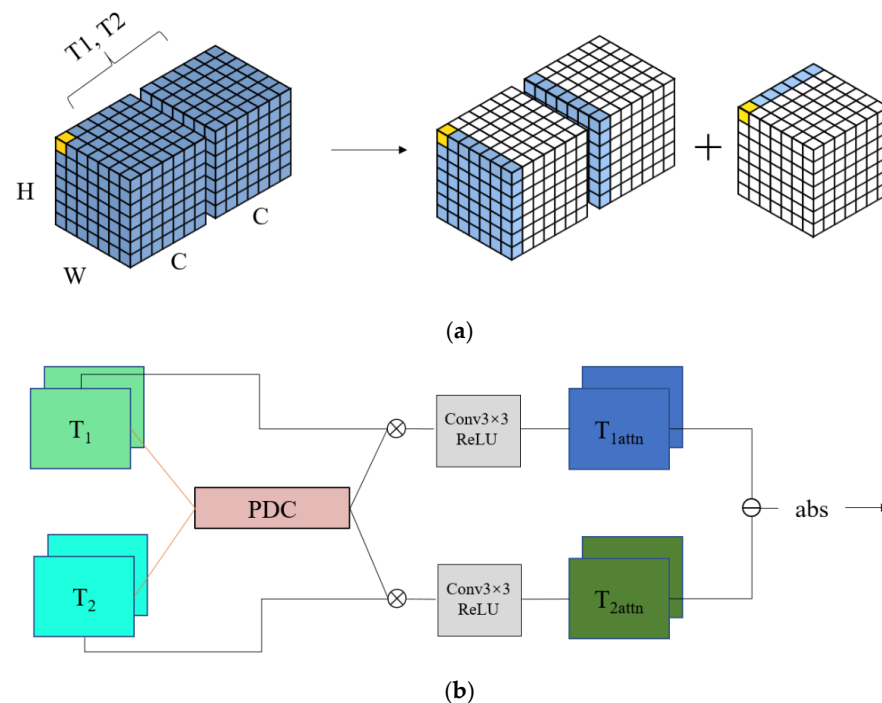 T1, T2
H
W
C
C
+
(a)
T₁
Conv3×3
ReLU
T₁attn
PDC
abs
T₂
Conv3×3
ReLU
T₂attn
(b)